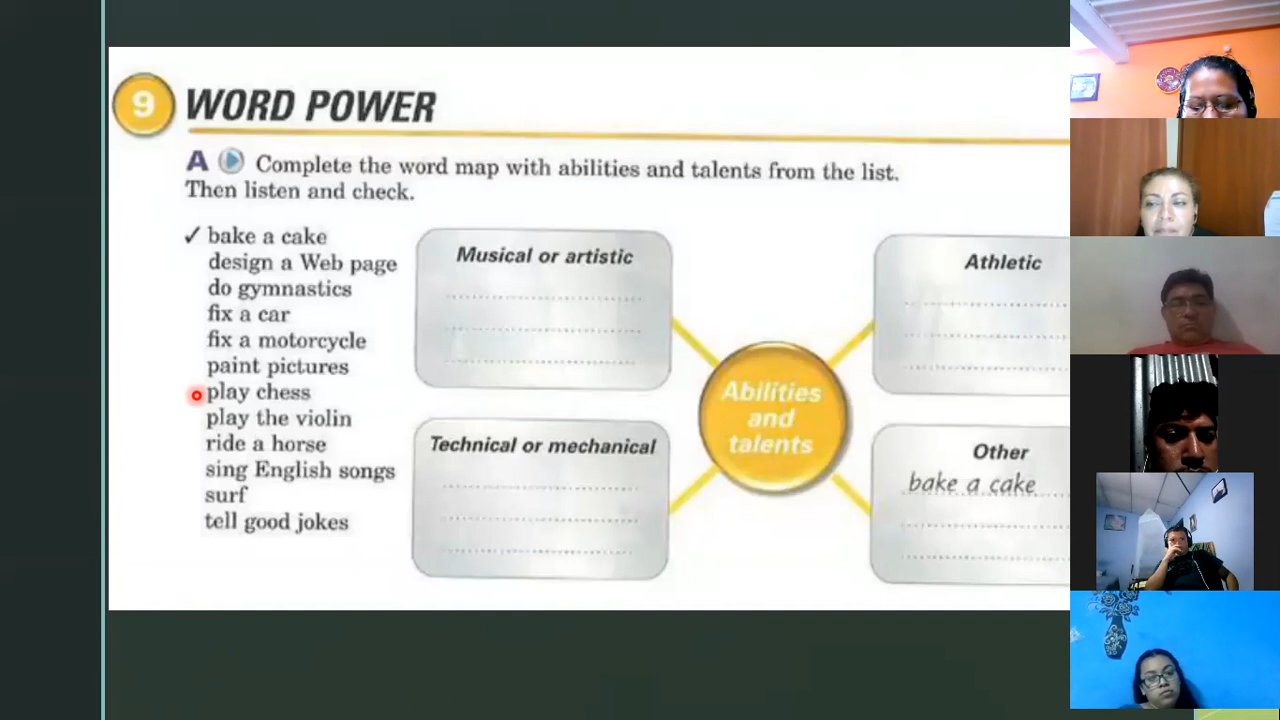 9 WORD POWER
A Complete the word map with abilities and talents from the list.
Then listen and check.
✓ bake a cake
design a Web page
do gymnastics
fix a car
fix a motorcycle
paint pictures
play chess
play the violin
ride a horse
sing English songs
surf
tell good jokes
Musical or artistic
Athletic
Abilities
and
talents
Technical or mechanical
Other
bake a cake